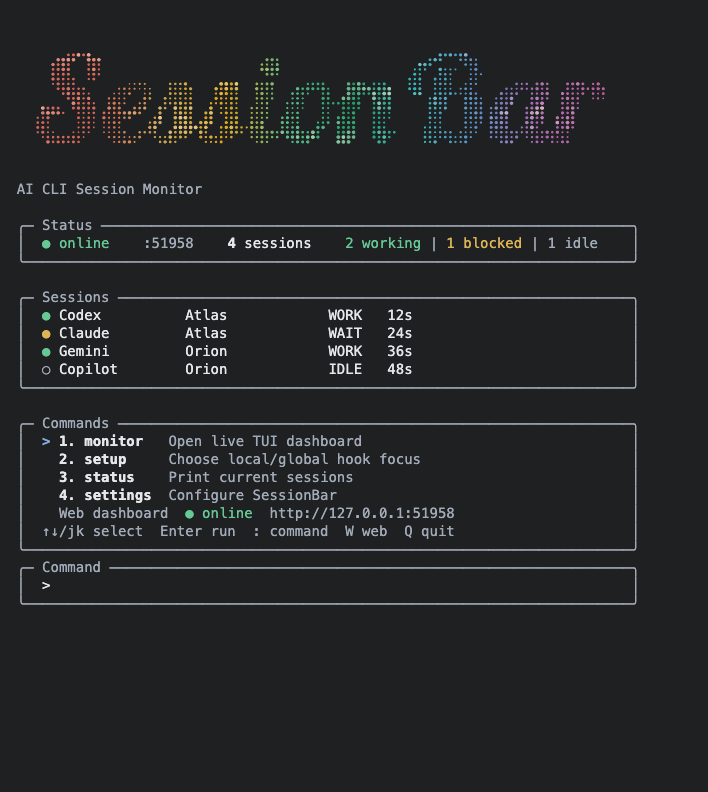 Session Bar
AI CLI Session Monitor
Status
● online :51958 4 sessions 2 working | 1 blocked | 1 idle
Sessions
● Codex Atlas WORK 12s
● Claude Atlas WAIT 24s
● Gemini Orion WORK 36s
○ Copilot Orion IDLE 48s
Commands
> 1. monitor Open live TUI dashboard
2. setup Choose local/global hook focus
3. status Print current sessions
4. settings Configure SessionBar
Web dashboard ● online http://127.0.0.1:51958
↑↓/jk select Enter run : command W web Q quit
Command
>